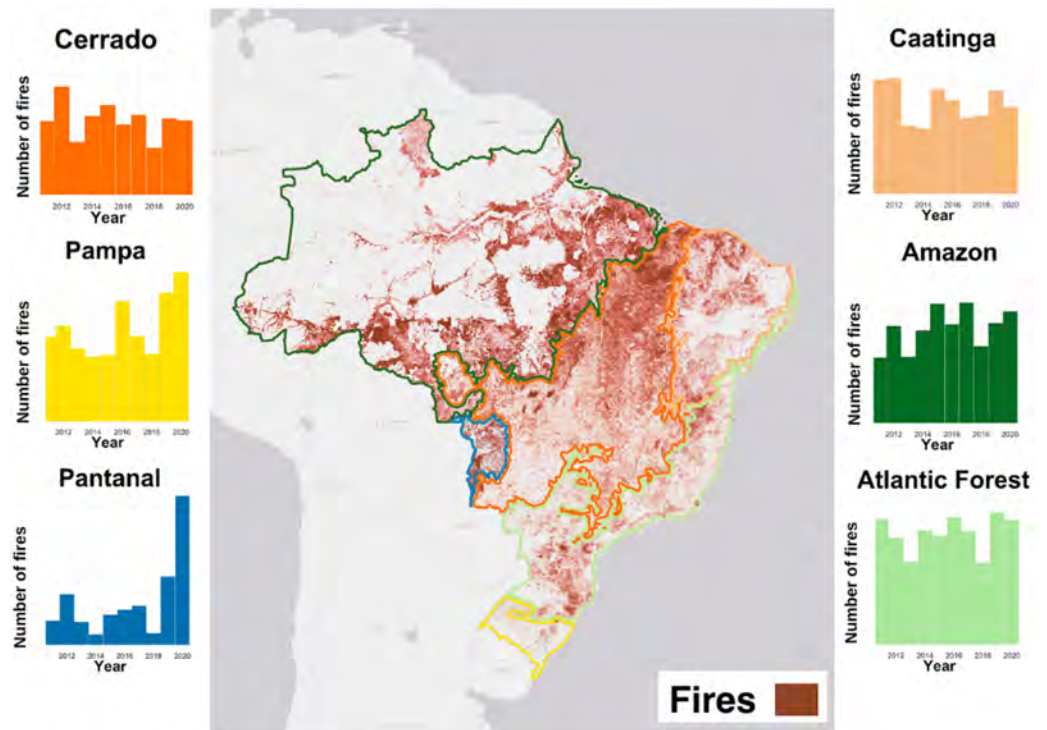 Cerrado
Number of fires
2012 2014 2016 2018 2020
Year
Pampa
Number of fires
2012 2014 2016 2018 2020
Year
Pantanal
Number of fires
2012 2014 2016 2018 2020
Year
Caatinga
Number of fires
2012 2014 2016 2018 2020
Year
Amazon
Number of fires
2012 2014 2016 2018 2020
Year
Atlantic Forest
Number of fires
2012 2014 2016 2018 2020
Year
Fires